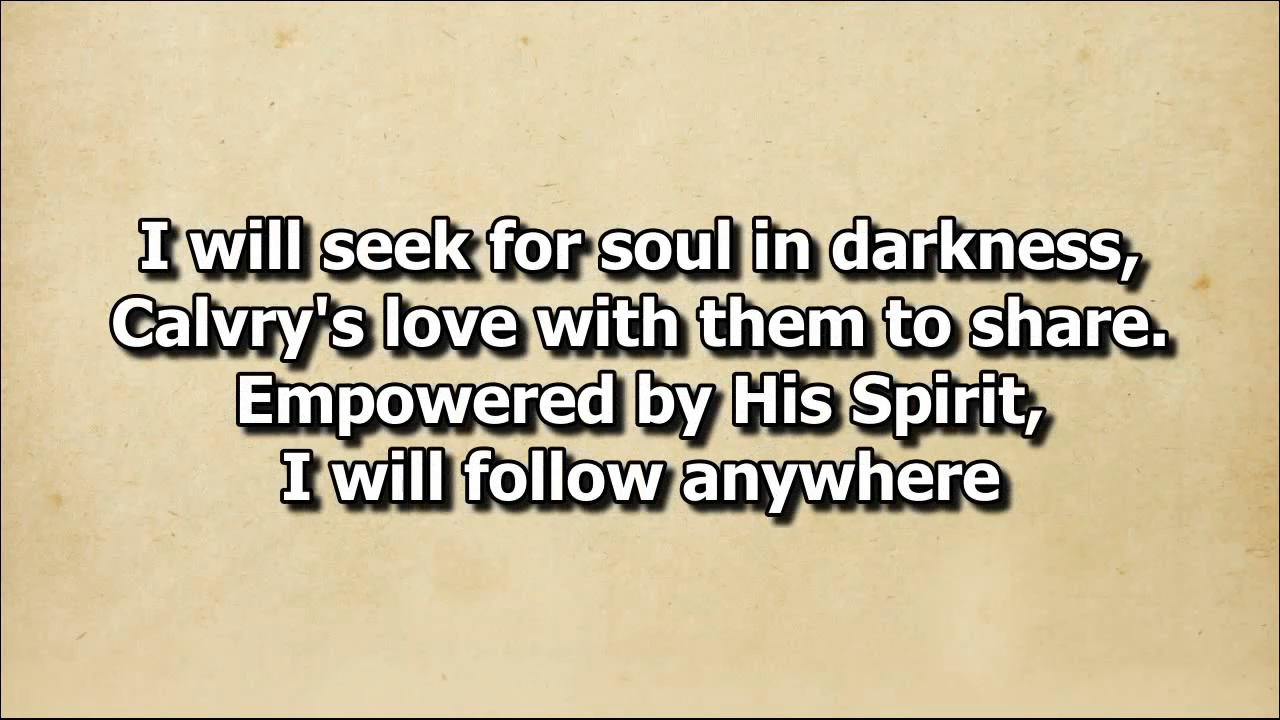 I will seek for soul in darkness,
Calvry's love with them to share.
Empowered by His Spirit,
I will follow anywhere